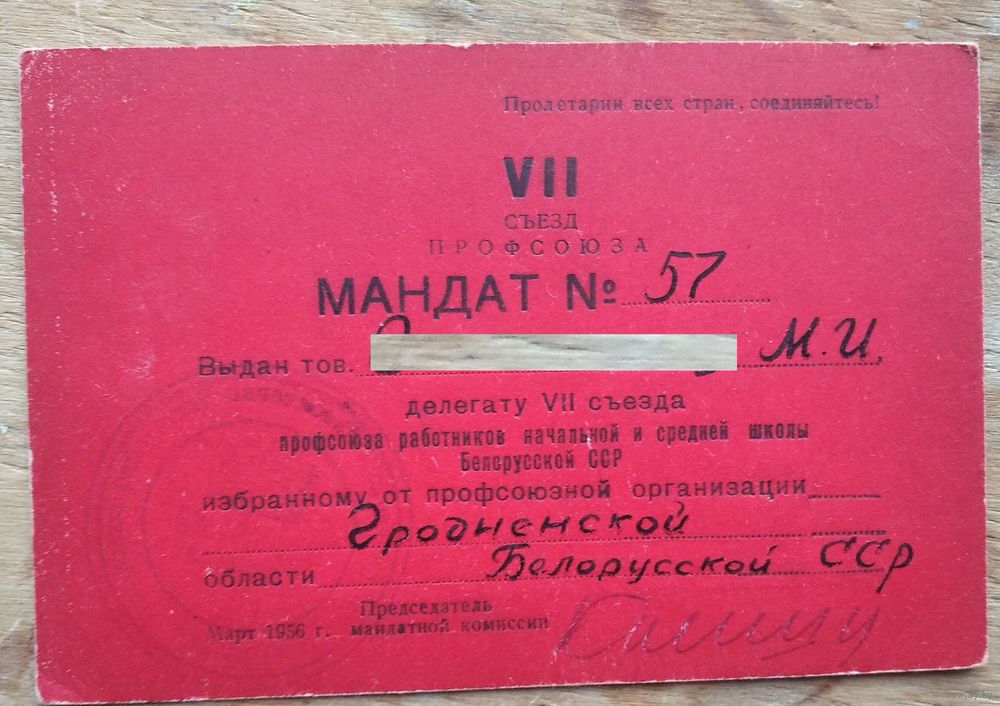 Пролетарии всех стран, соединяйтесь!
VII
СЪЕЗД
ПРОФСОЮЗА
МАНДАТ № 57
Выдан тов. М. И.
делегату VII съезда
профсоюза работников начальной и средней школы
Белорусской ССР
избранному от профсоюзной организации
Гродненской
области Белорусской ССР
Председатель
Март 1956 г. мандатной комиссии